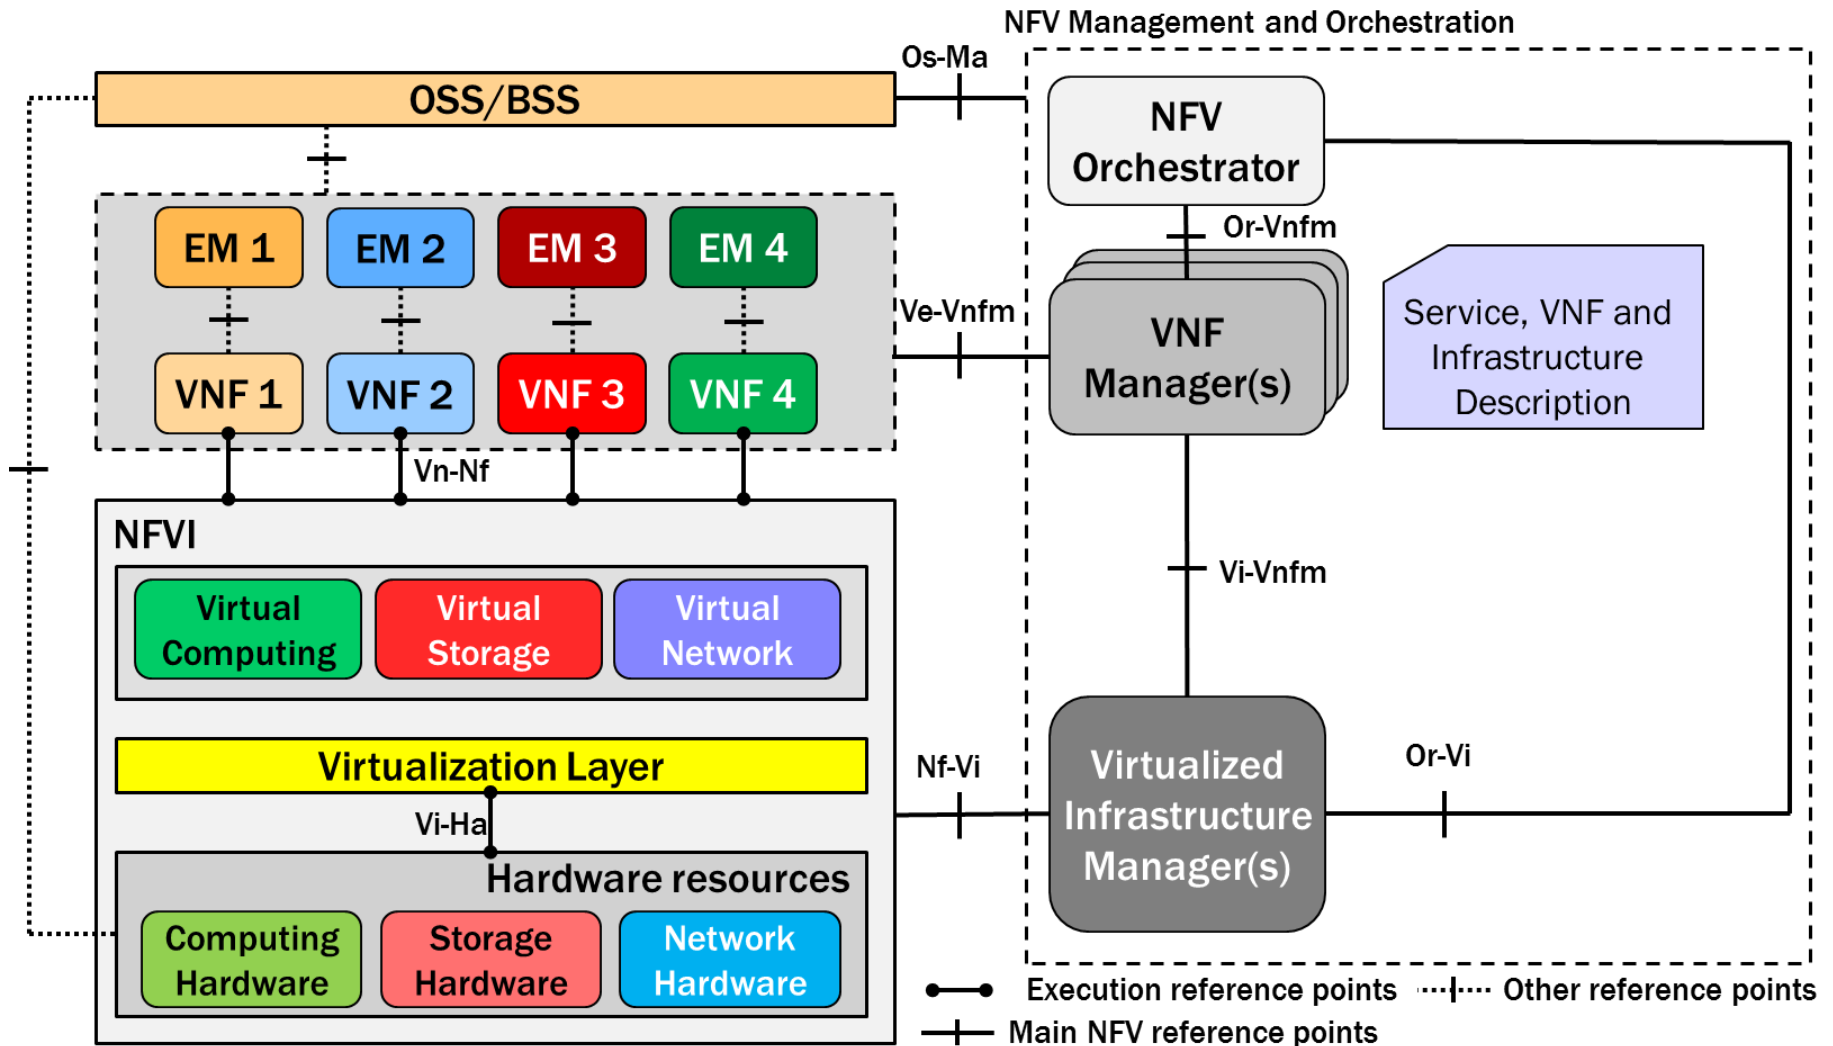 NFV Management and Orchestration
Os-Ma
OSS/BSS
NFV
Orchestrator
EM 1
EM 2
EM 3
EM 4
Or-Vnfm
Ve-Vnfm
VNF
Manager(s)
Service, VNF and
Infrastructure
Description
VNF 1
VNF 2
VNF 3
VNF 4
Vn-Nf
NFVI
Virtual
Computing
Virtual
Storage
Virtual
Network
Vi-Vnfm
Virtualization Layer
Nf-Vi
Virtualized
Infrastructure
Manager(s)
Or-Vi
Vi-Ha
Hardware resources
Computing
Hardware
Storage
Hardware
Network
Hardware
Execution reference points
Other reference points
Main NFV reference points